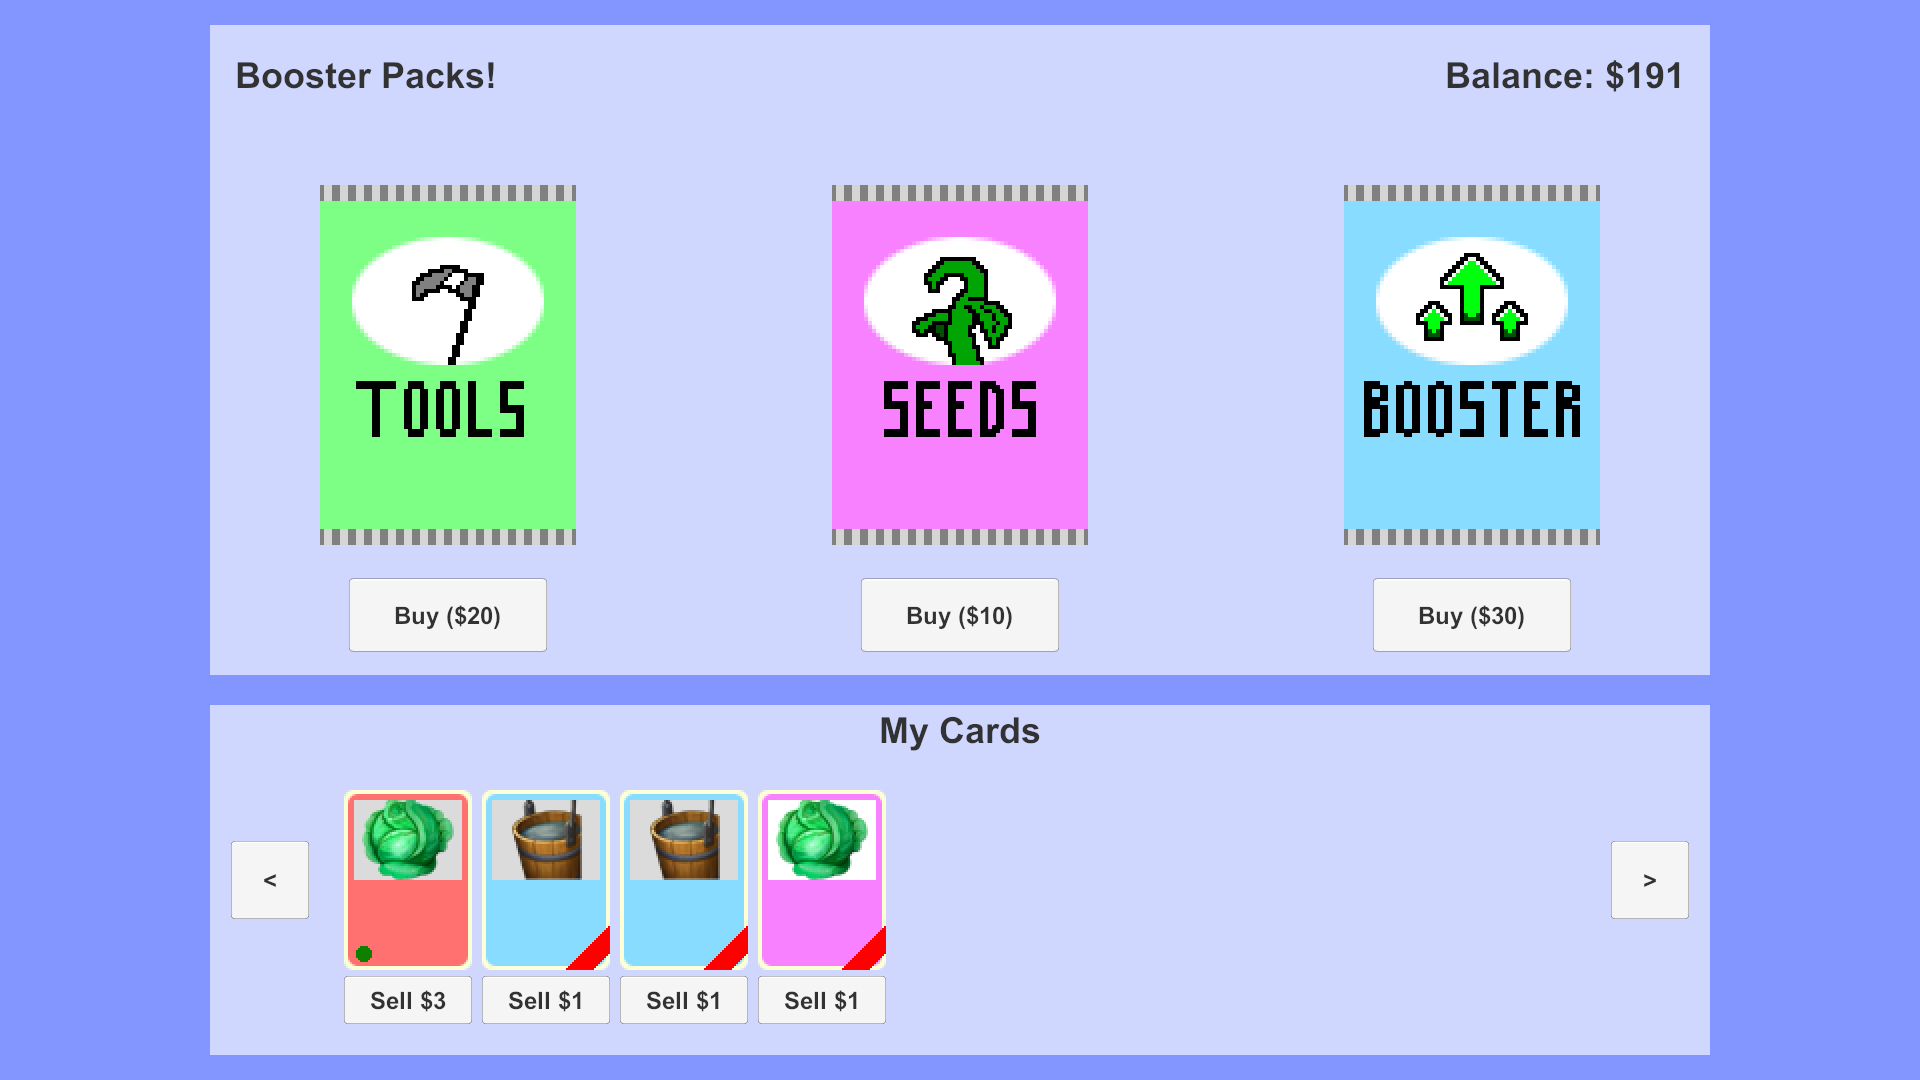 Booster Packs!
Balance: $191
TOOLS
SEEDS
BOOSTER
Buy ($20)
Buy ($10)
Buy ($30)
My Cards
<
>
Sell $3
Sell $1
Sell $1
Sell $1